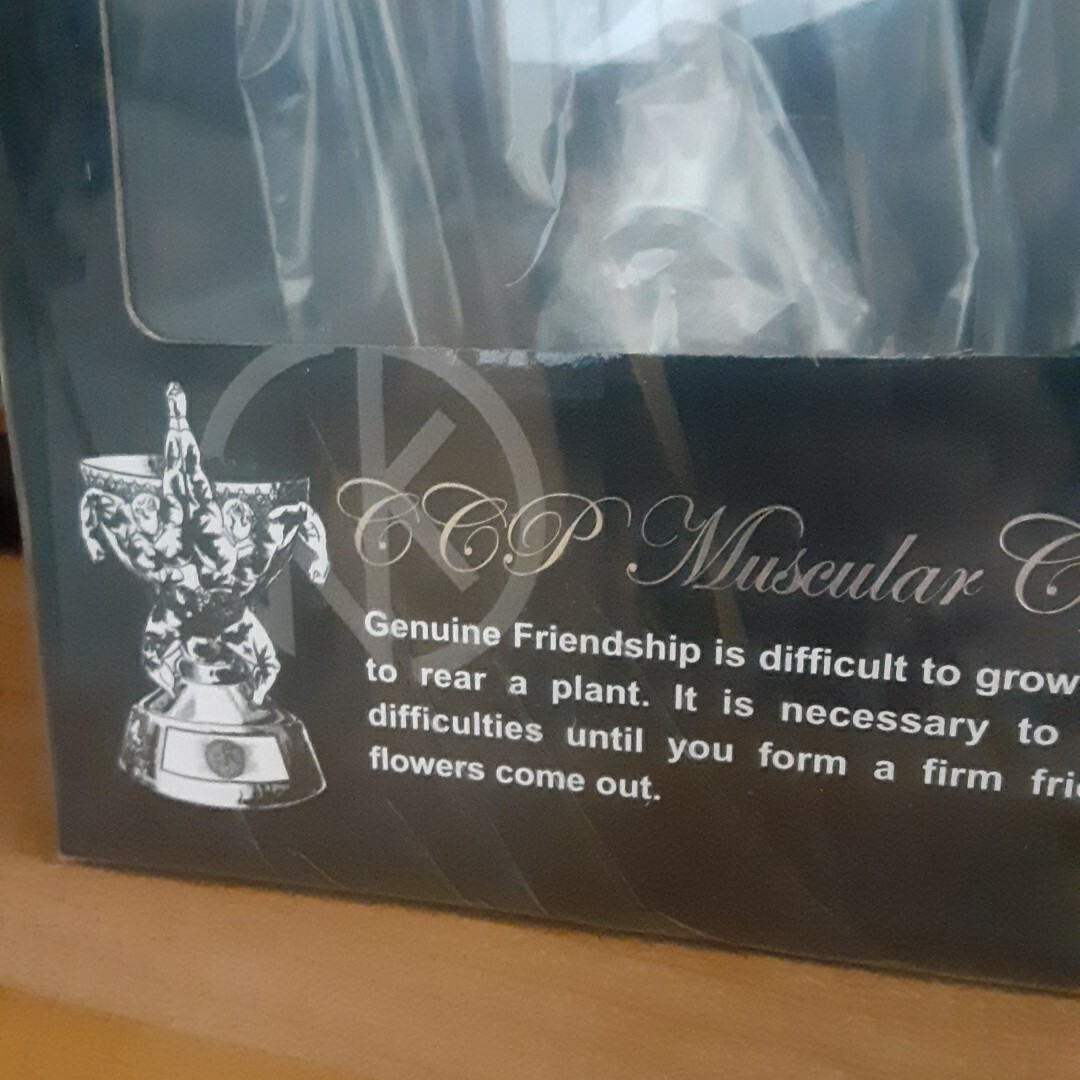 CCP Muscular C
Genuine Friendship is difficult to grow
to rear a plant. It is necessary to
difficulties until you form a firm frie
flowers come out.